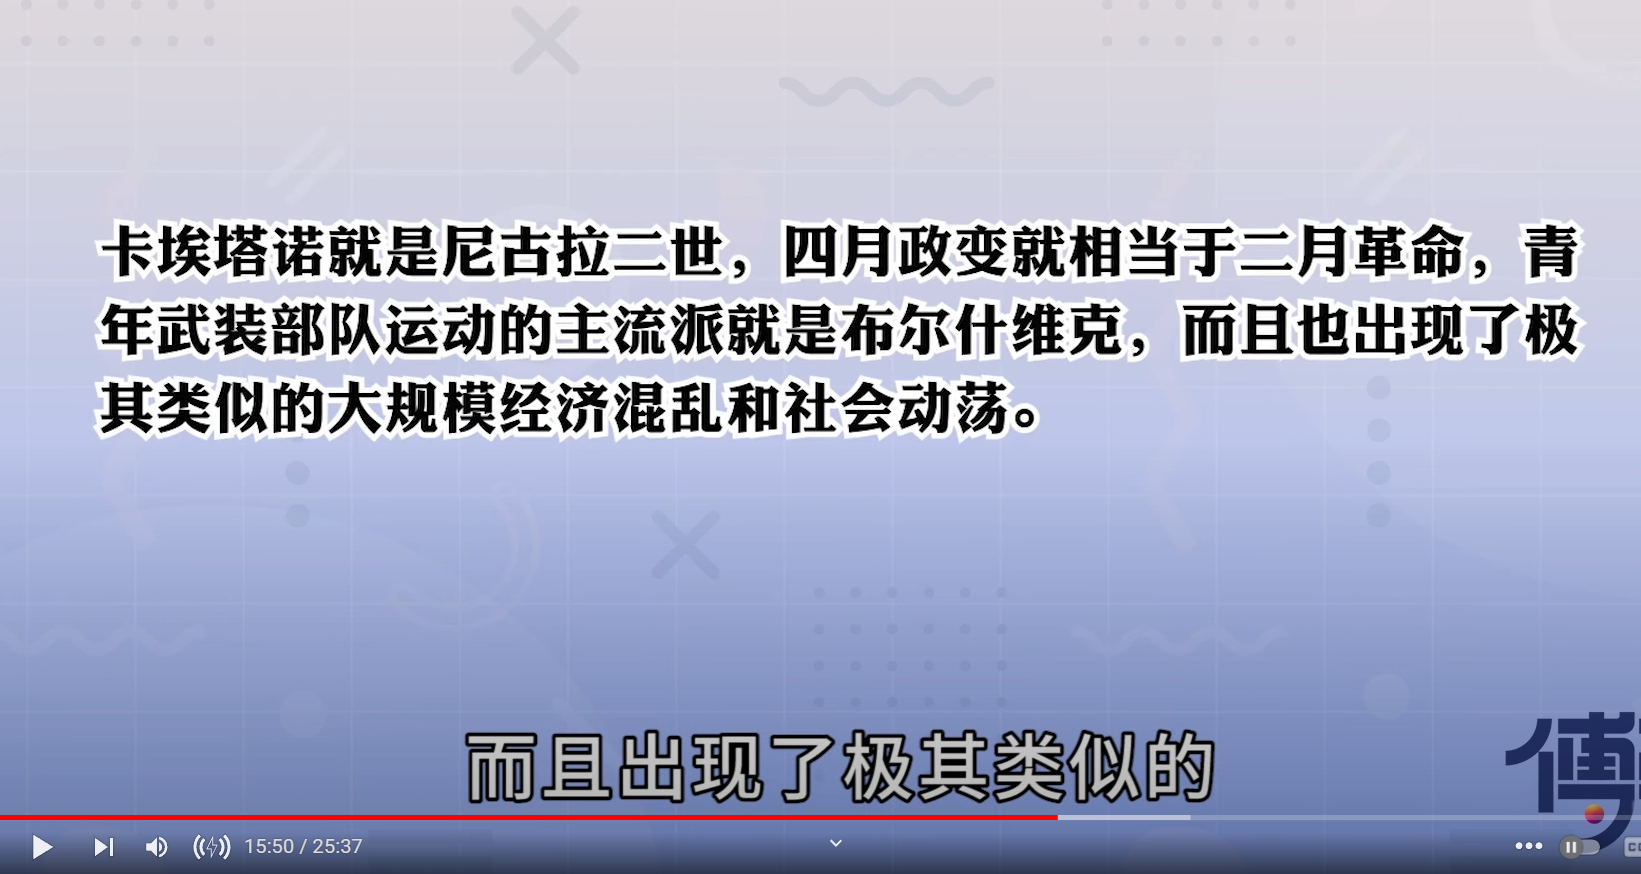 卡埃塔诺就是尼古拉二世，四月政变就相当于二月革命，青
年武装部队运动的主流派就是布尔什维克，而且也出现了极
其类似的大规模经济混乱和社会动荡。
而且出现了极其类似的
傅
15:50 / 25:37